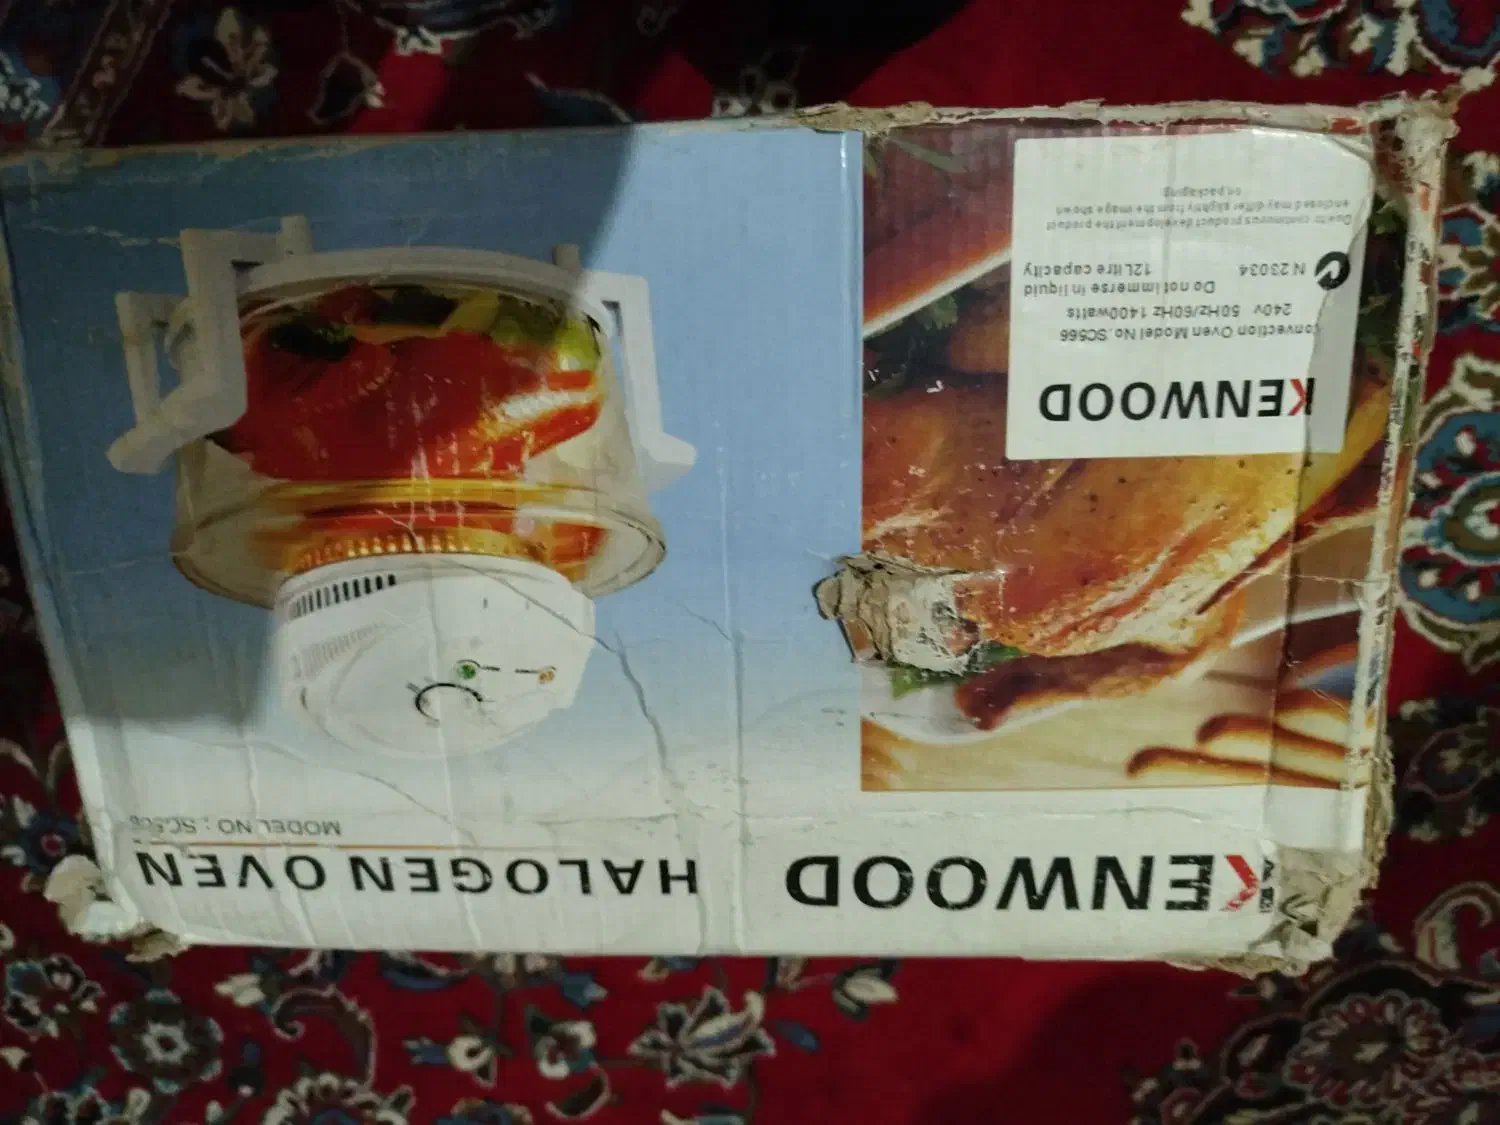 KENWOOD
HALOGEN OVEN
MODEL NO : SC566
KENWOOD
Convection Oven Model No. SC566
240v 50Hz/60Hz 1400watts
Do not immerse in liquid
N 23034 12Litre capacity
Due to continuous product development the product
enclosed may differ slightly from the image shown
on packaging